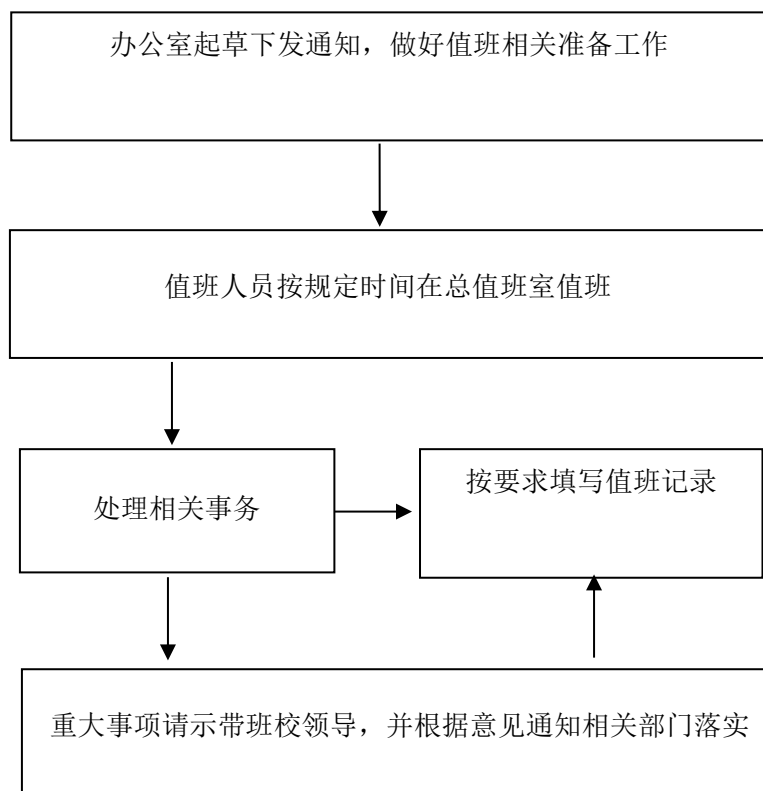 办公室起草下发通知，做好值班相关准备工作
值班人员按规定时间在总值班室值班
处理相关事务
按要求填写值班记录
重大事项请示带班校领导，并根据意见通知相关部门落实